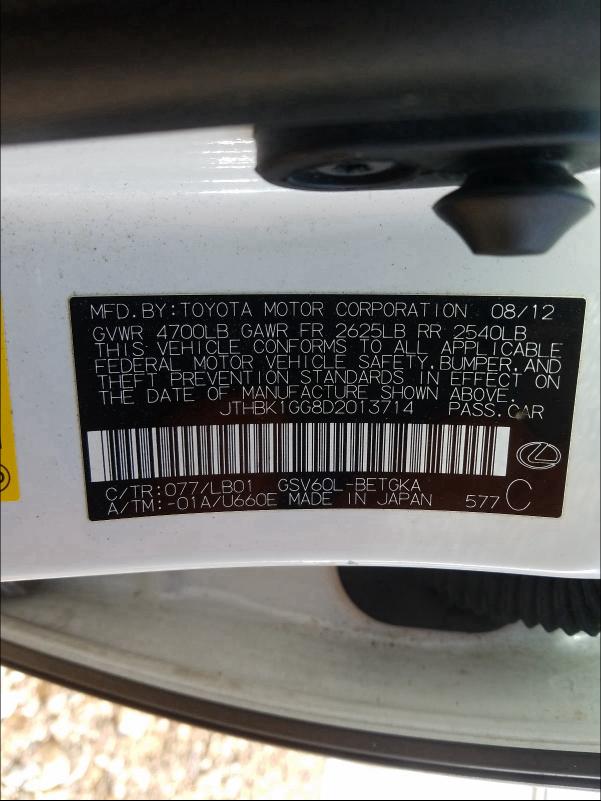 MFD.BY:TOYOTA MOTOR CORPORATION 08/12
GVWR 4700LB GAWR FR 2625LB RR 2540LB
THIS VEHICLE CONFORMS TO ALL APPLICABLE
FEDERAL MOTOR VEHICLE SAFETY,BUMPER,AND
THEFT PREVENTION STANDARDS IN EFFECT ON
THE DATE OF MANUFACTURE SHOWN ABOVE.
JTHBK1GG8D2013714 PASS.CAR
C/TR:077/LB01 GSV60L-BETGKA
A/TM:-01A/U660E MADE IN JAPAN 577 C